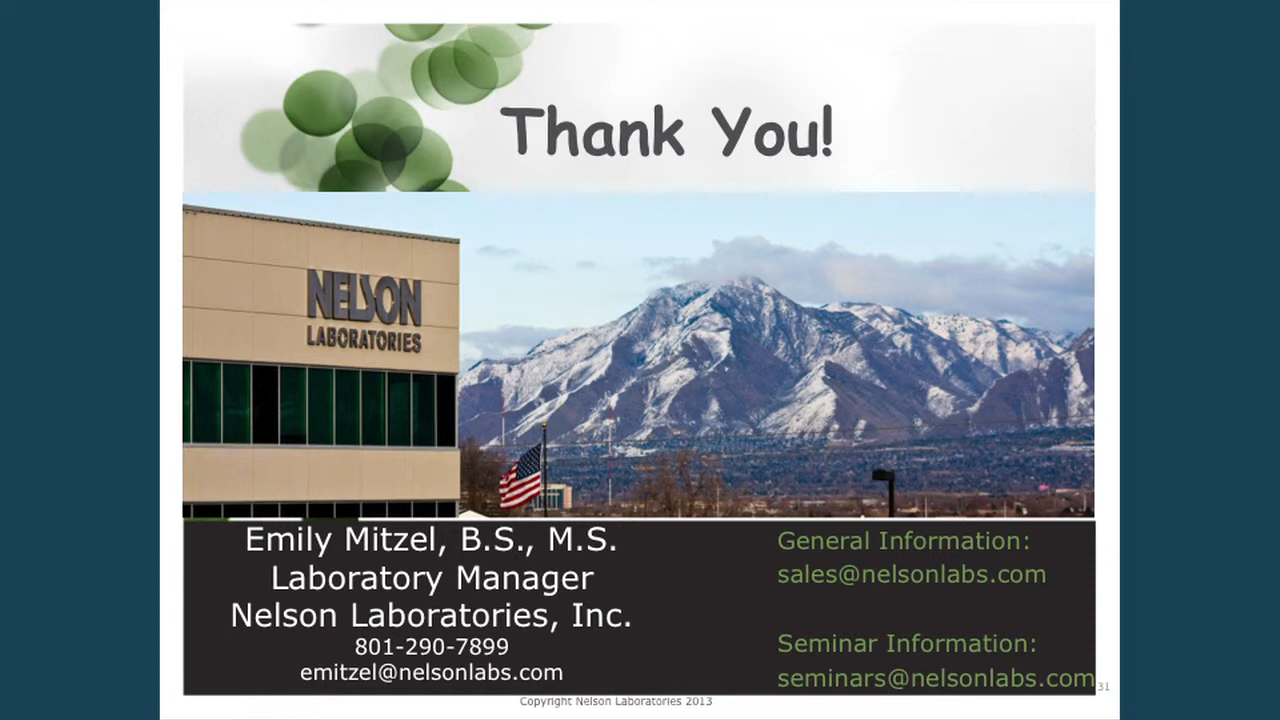 Thank You!
NELSON
LABORATORIES
Emily Mitzel, B.S., M.S.
Laboratory Manager
Nelson Laboratories, Inc.
801-290-7899
emitzel@nelsonlabs.com
General Information:
sales@nelsonlabs.com
Seminar Information:
seminars@nelsonlabs.com
31
Copyright Nelson Laboratories 2013